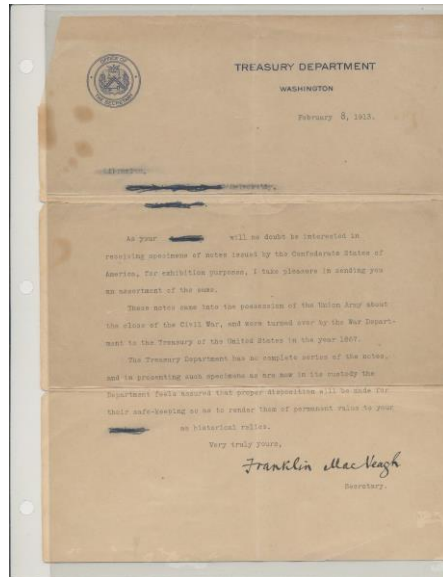 OFFICE OF
THE SECRETARY
TREASURY DEPARTMENT
WASHINGTON
February 8, 1913.
As your will no doubt be interested in
receiving specimens of notes issued by the Confederate States of
America, for exhibition purposes, I take pleasure in sending you
an assortment of the same.
These notes came into the possession of the Union Army about
the close of the Civil War, and were turned over by the War Depart-
ment to the Treasury of the United States in the year 1867.
The Treasury Department has no complete series of the notes,
and in presenting such specimens as are now in its custody the
Department feels assured that proper disposition will be made for
their safe-keeping so as to render them of permanent value to your
as historical relics.
Very truly yours,
Franklin MacVeagh
Secretary.